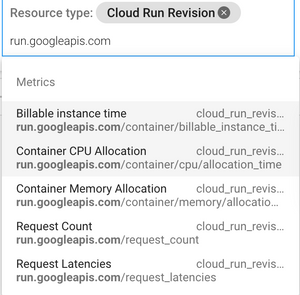 Resource type: Cloud Run Revision
run.googleapis.com
Metrics
Billable instance time cloud_run_revis...
run.googleapis.com/container/billable_instance_ti...
Container CPU Allocation cloud_run_revis...
run.googleapis.com/container/cpu/allocation_time
Container Memory Allocation cloud_run_revis...
run.googleapis.com/container/memory/allocatio...
Request Count cloud_run_revis...
run.googleapis.com/request_count
Request Latencies cloud_run_revis...
run.googleapis.com/request_latencies